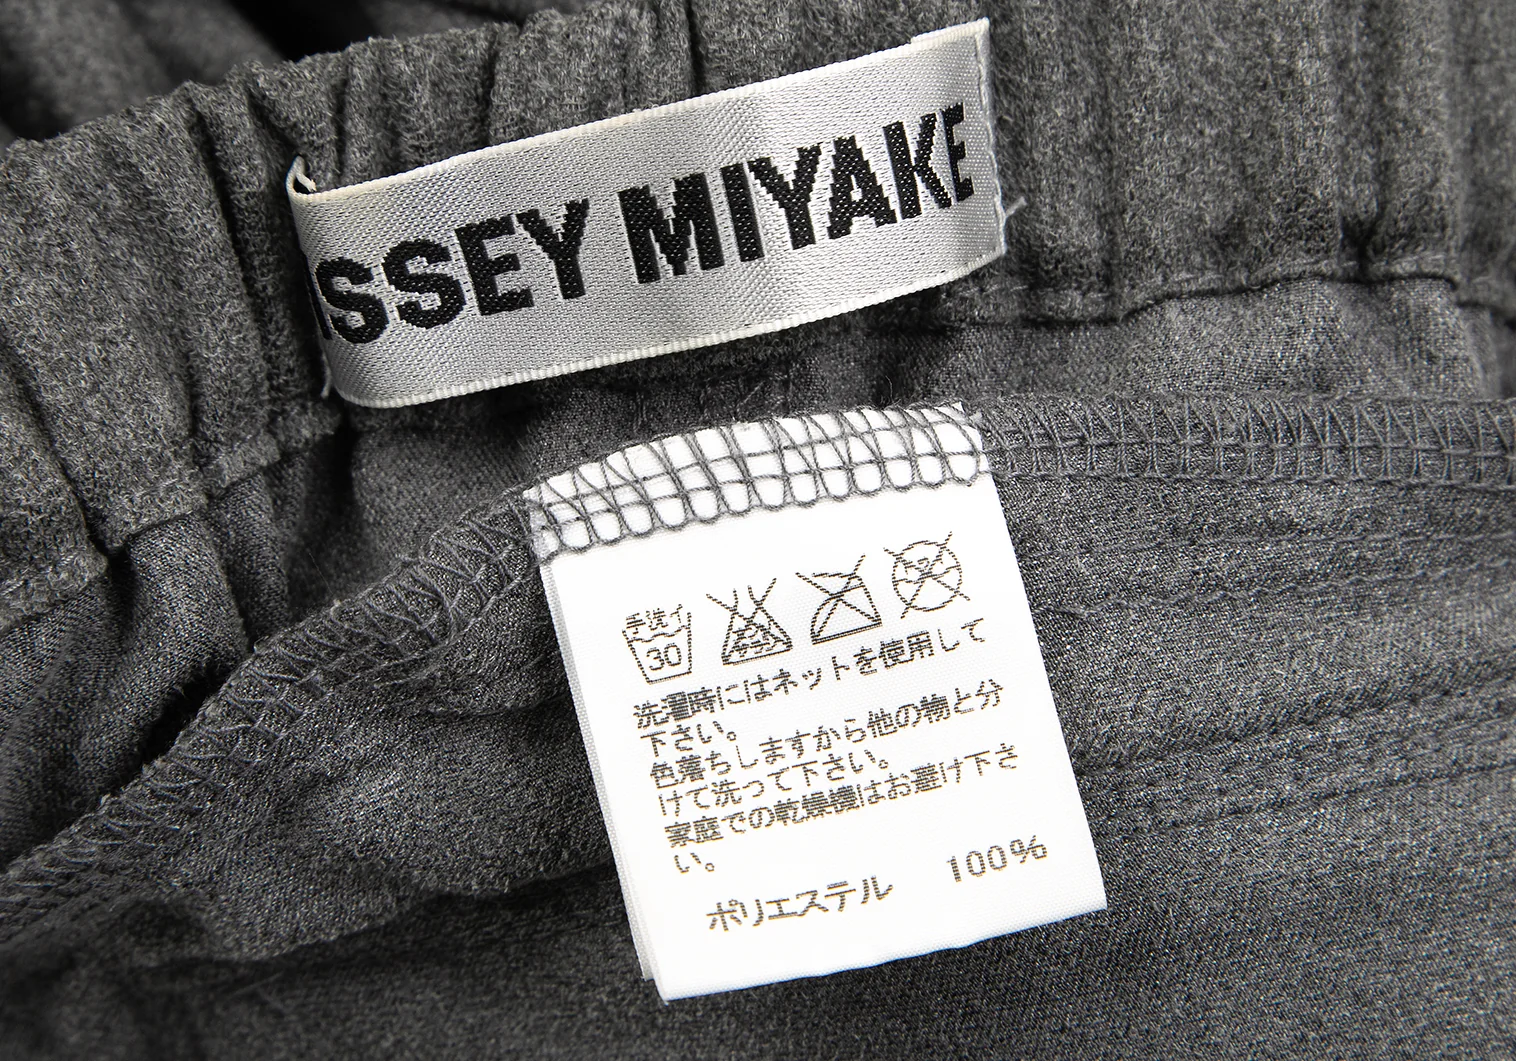 ISSEY MIYAKE
手洗イ
30
洗濯時にはネットを使用して
下さい。
色落ちしますから他の物と分
けて洗って下さい。
家庭での乾燥機はお避け下さ
い。
ポリエステル 100%